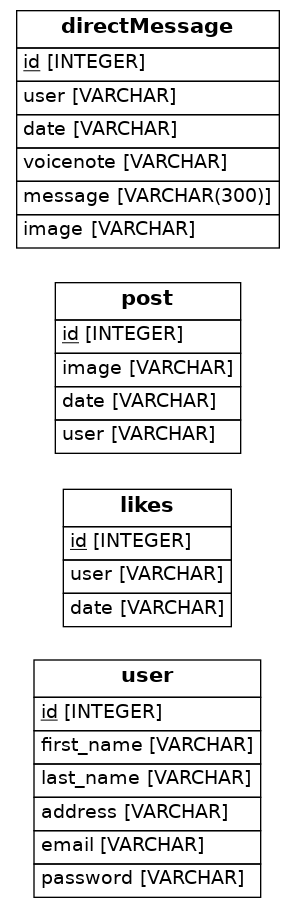 directMessage
id [INTEGER]
user [VARCHAR]
date [VARCHAR]
voicenote [VARCHAR]
message [VARCHAR(300)]
image [VARCHAR]
post
id [INTEGER]
image [VARCHAR]
date [VARCHAR]
user [VARCHAR]
likes
id [INTEGER]
user [VARCHAR]
date [VARCHAR]
user
id [INTEGER]
first_name [VARCHAR]
last_name [VARCHAR]
address [VARCHAR]
email [VARCHAR]
password [VARCHAR]